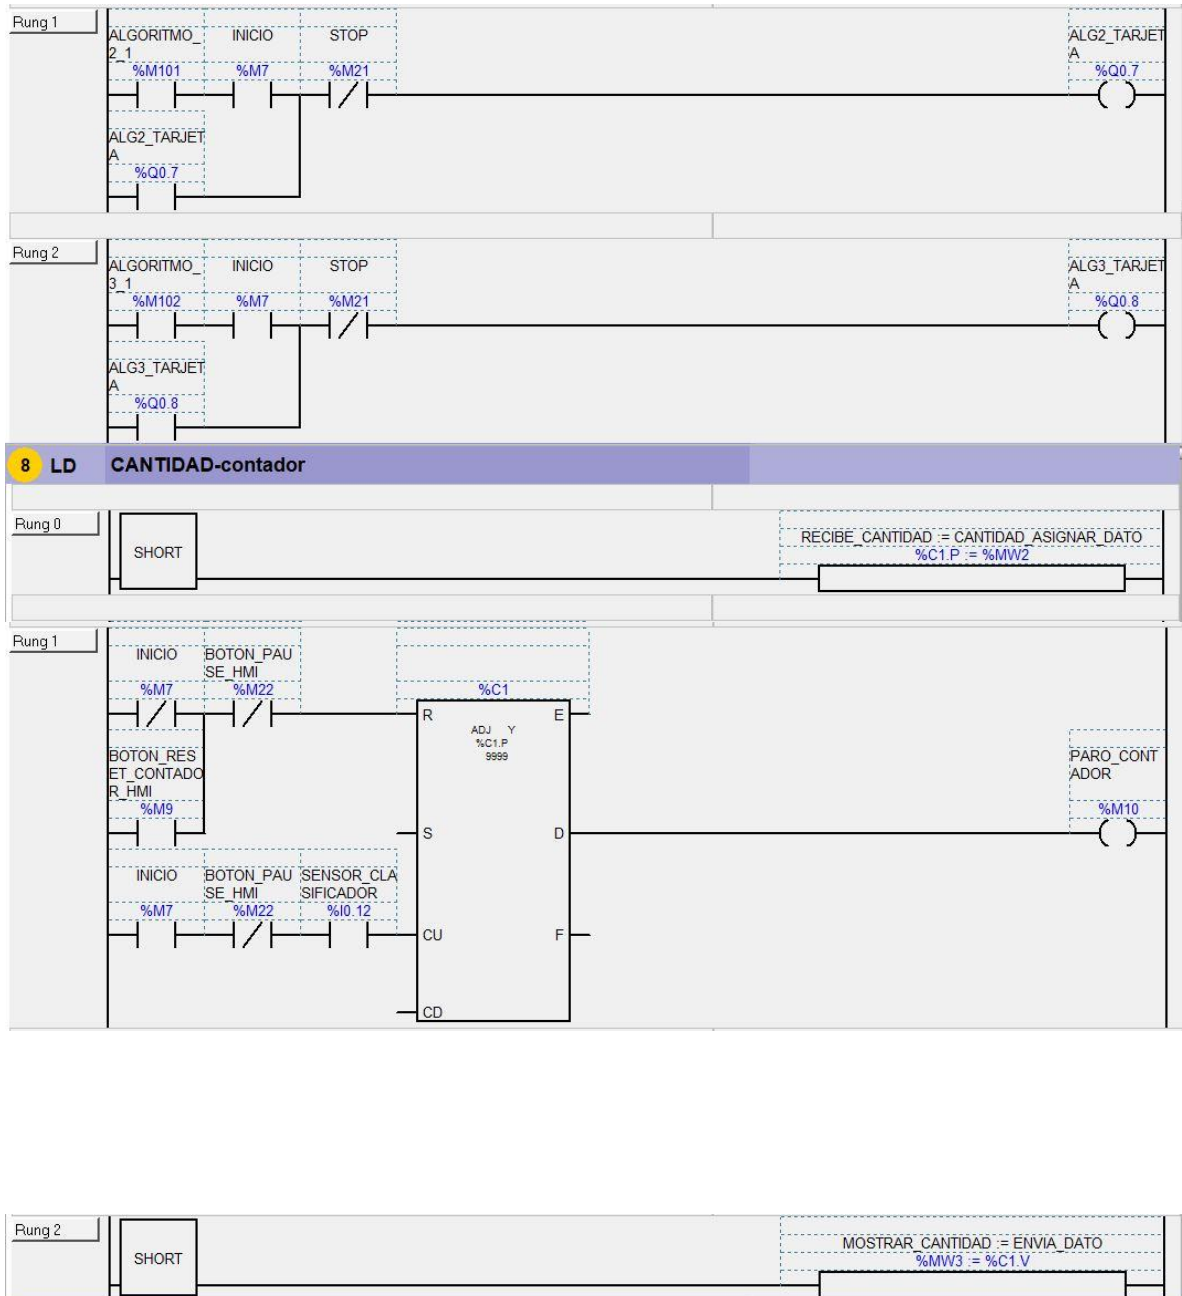 Rung 1
ALGORITMO_ INICIO STOP ALG2_TARJET
2_1 A
%M101 %M7 %M21 %Q0.7
ALG2_TARJET
A
%Q0.7
Rung 2
ALGORITMO_ INICIO STOP ALG3_TARJET
3_1 A
%M102 %M7 %M21 %Q0.8
ALG3_TARJET
A
%Q0.8
8 LD CANTIDAD-contador
Rung 0
SHORT
RECIBE_CANTIDAD := CANTIDAD_ASIGNAR_DATO
%C1.P := %MW2
Rung 1
INICIO BOTON_PAU
SE_HMI
%M7 %M22 %C1
R E
ADJ Y
%C1.P
9999
BOTON_RES PARO_CONT
ET_CONTADO ADOR
R_HMI
%M9 %M10
S D
INICIO BOTON_PAU SENSOR_CLA
SE_HMI SIFICADOR
%M7 %M22 %I0.12
CU F
CD
Rung 2
SHORT
MOSTRAR_CANTIDAD := ENVIA_DATO
%MW3 := %C1.V